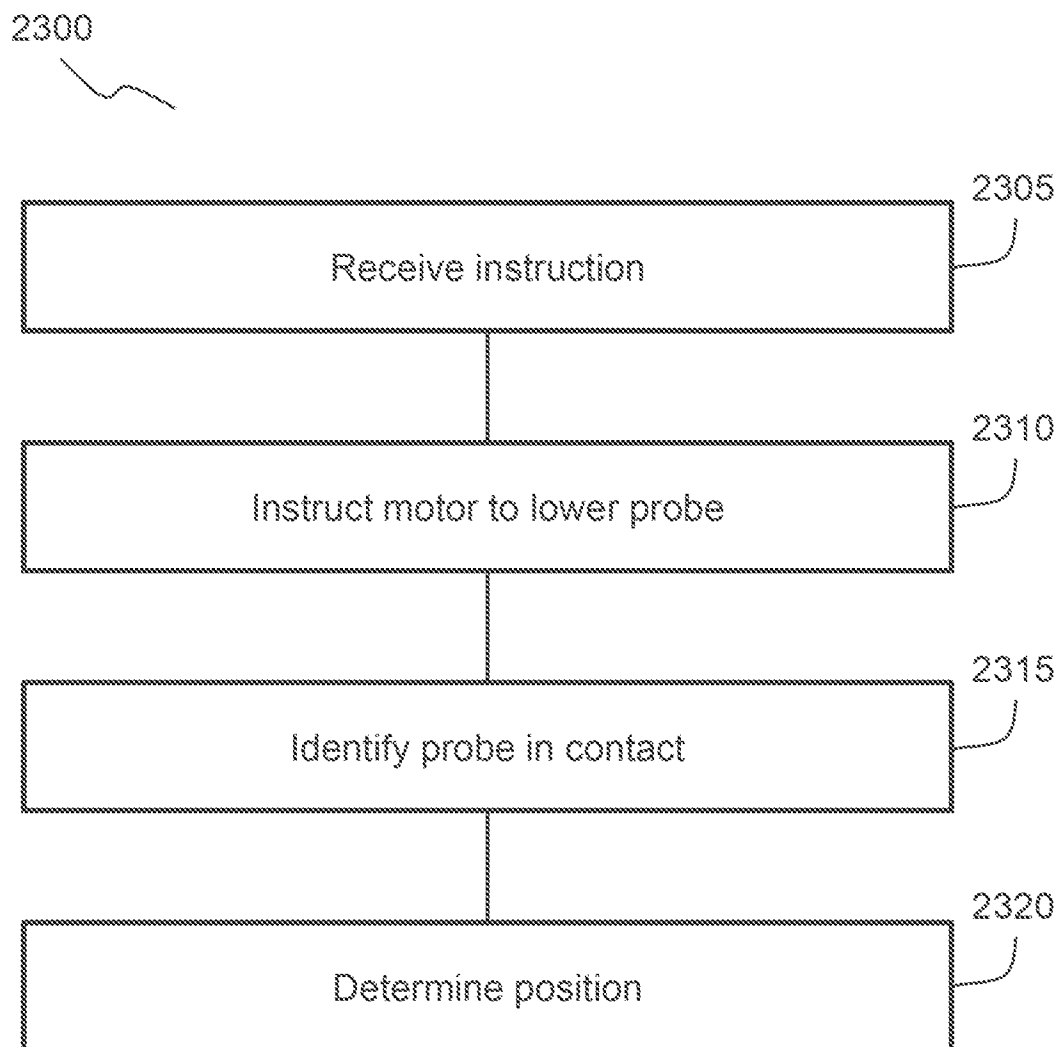 2300
2305
Receive instruction
2310
Instruct motor to lower probe
2315
Identify probe in contact
2320
Determine position